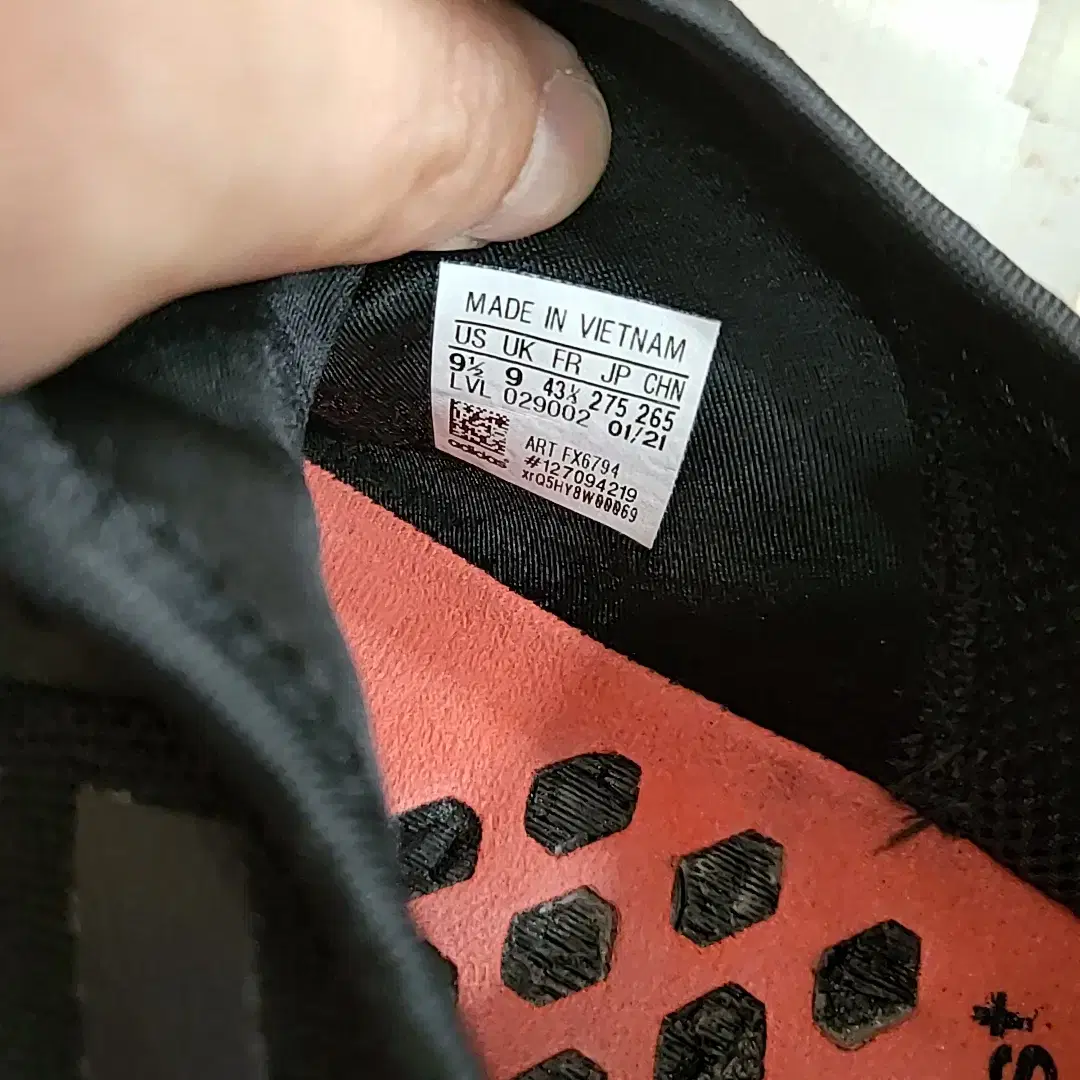 MADE IN VIETNAM
US UK FR JP CHN
9½ 9 43⅓ 275 265
LVL 029002 01/21
adidas
ART FX6794
#127094219
xrQ5HY8W00069
+
S